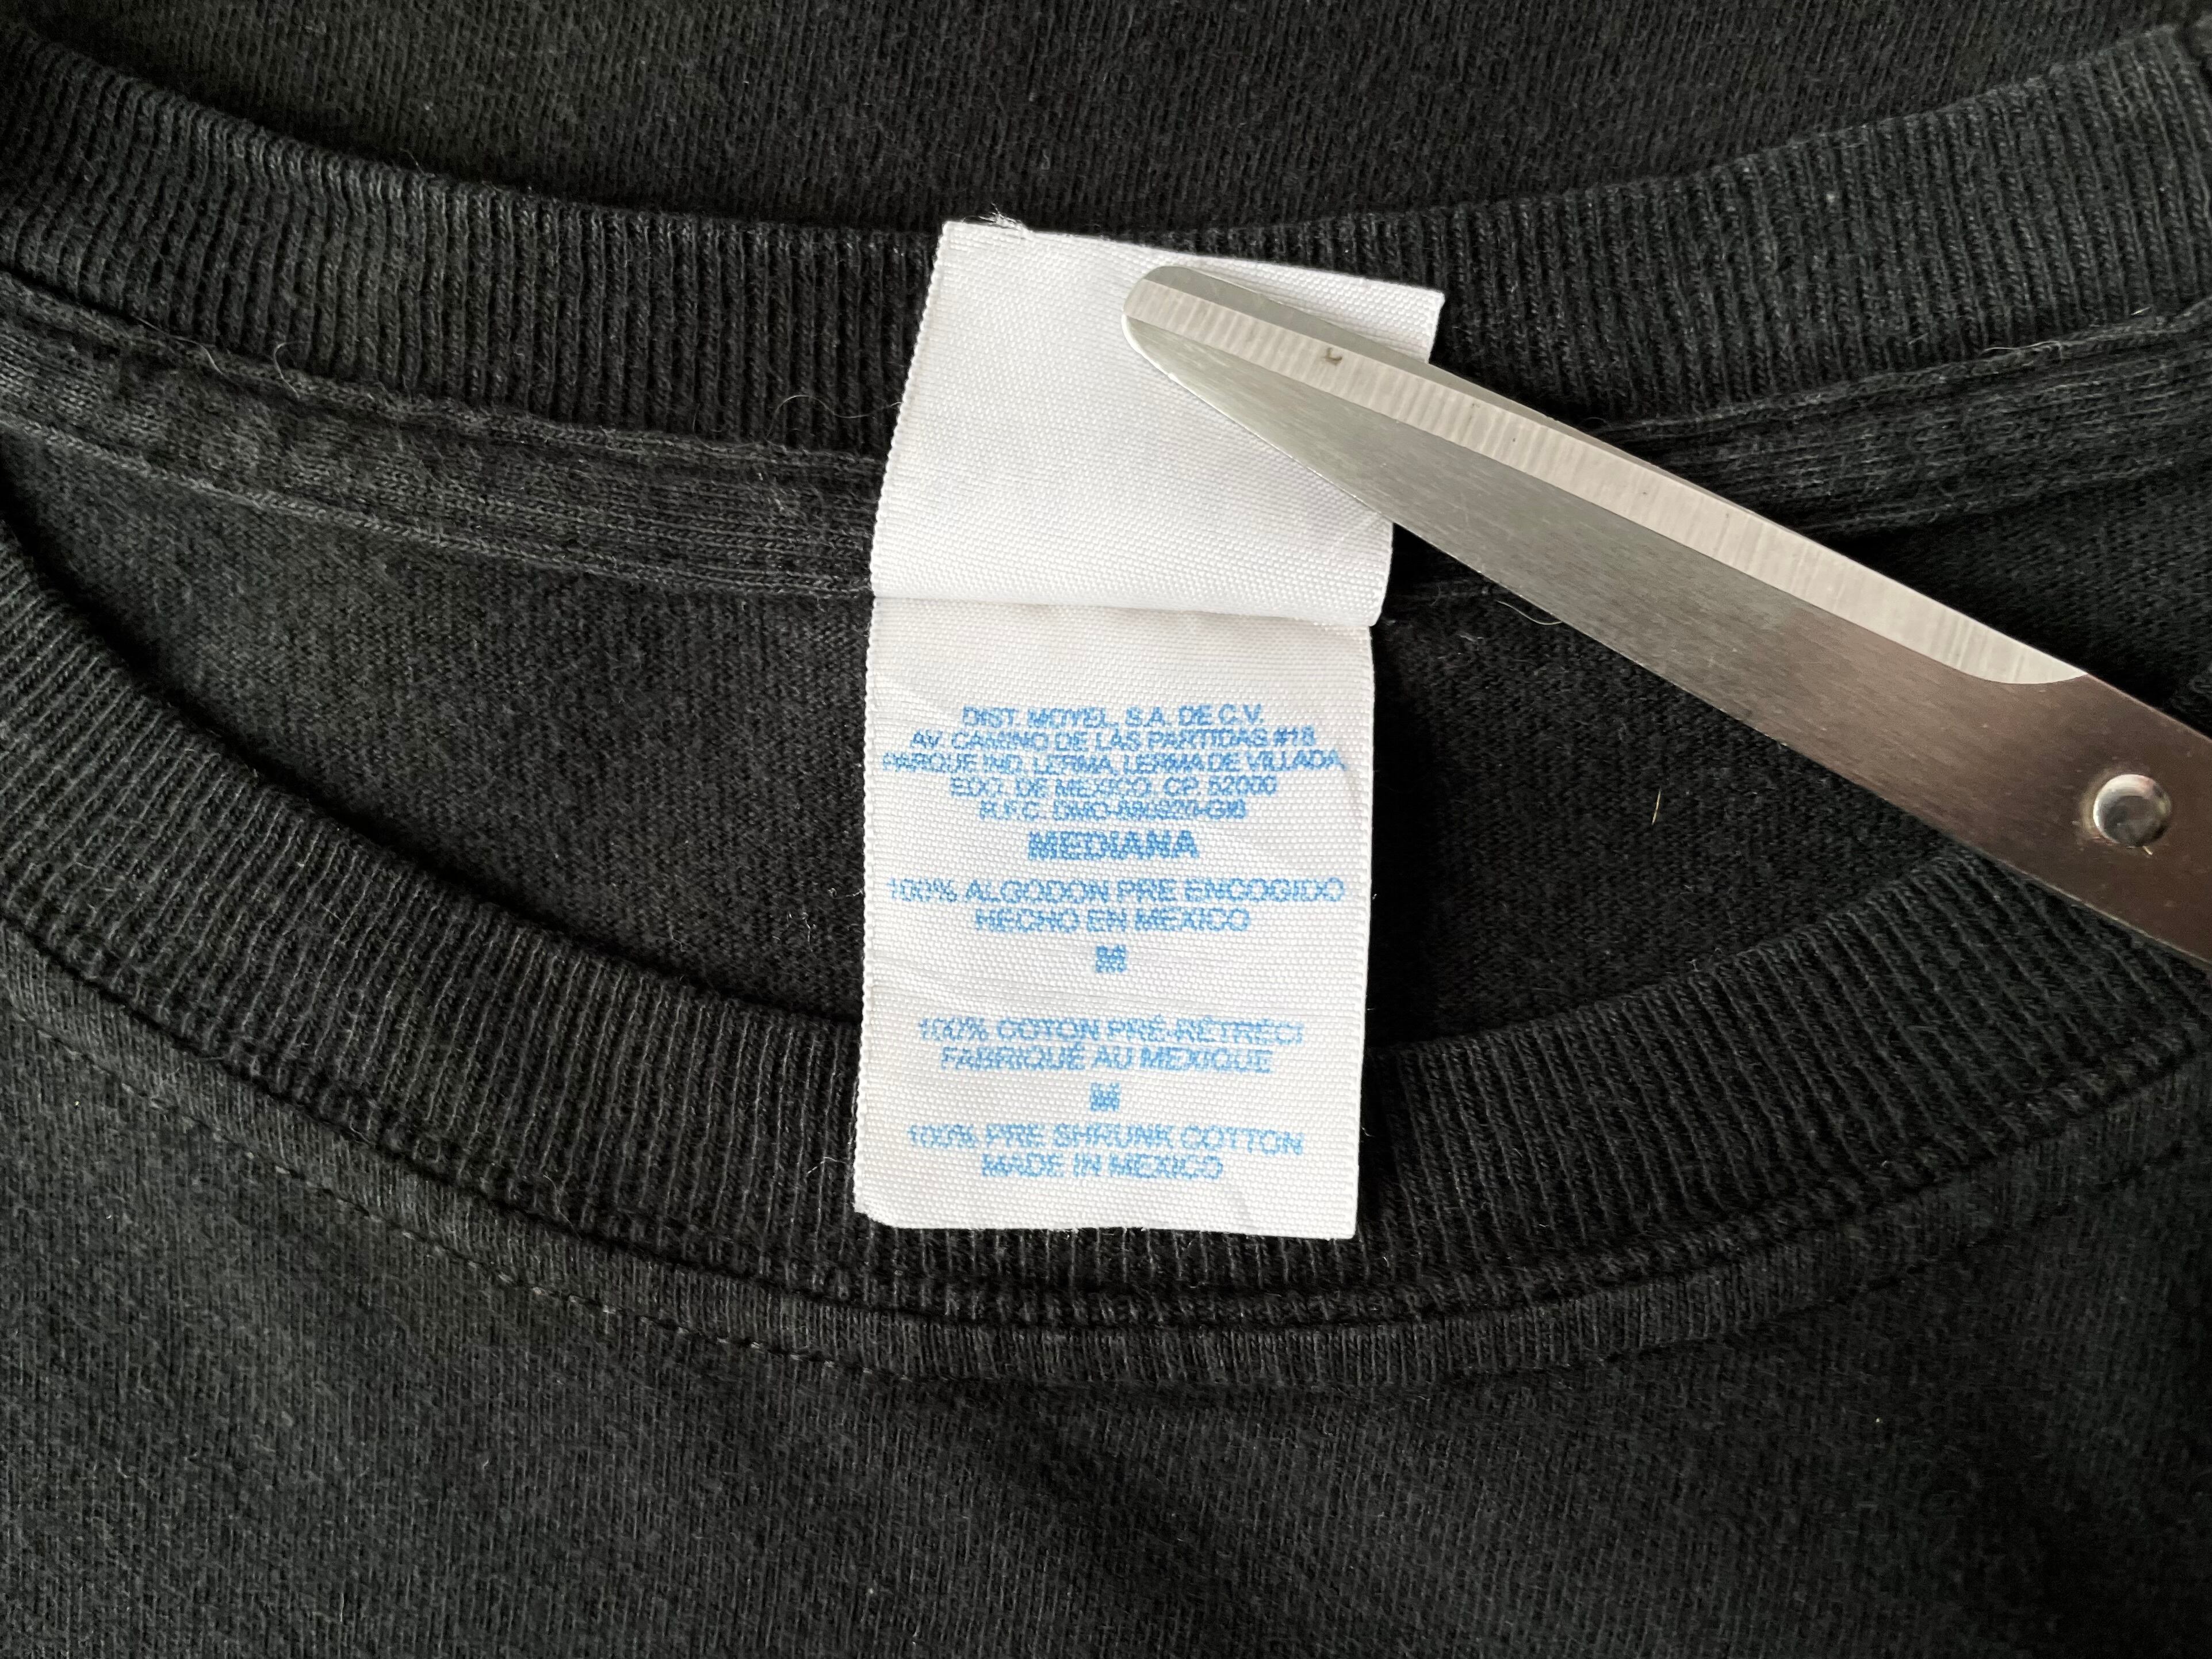 DIST. MOYEL, S.A. DE C.V.
AV. CAMINO DE LAS PARTIDAS #18
PARQUE IND. LERMA, LERMA DE VILLADA,
EDO. DE MEXICO, CP. 52000
R.F.C. 
MEDIANA
100% ALGODON PRE ENCOGIDO
HECHO EN MEXICO
M
100% COTON PRÉ-RÉTRÉCI
FABRIQUÉ AU MEXIQUE
M
100% PRE SHRUNK COTTON
MADE IN MEXICO